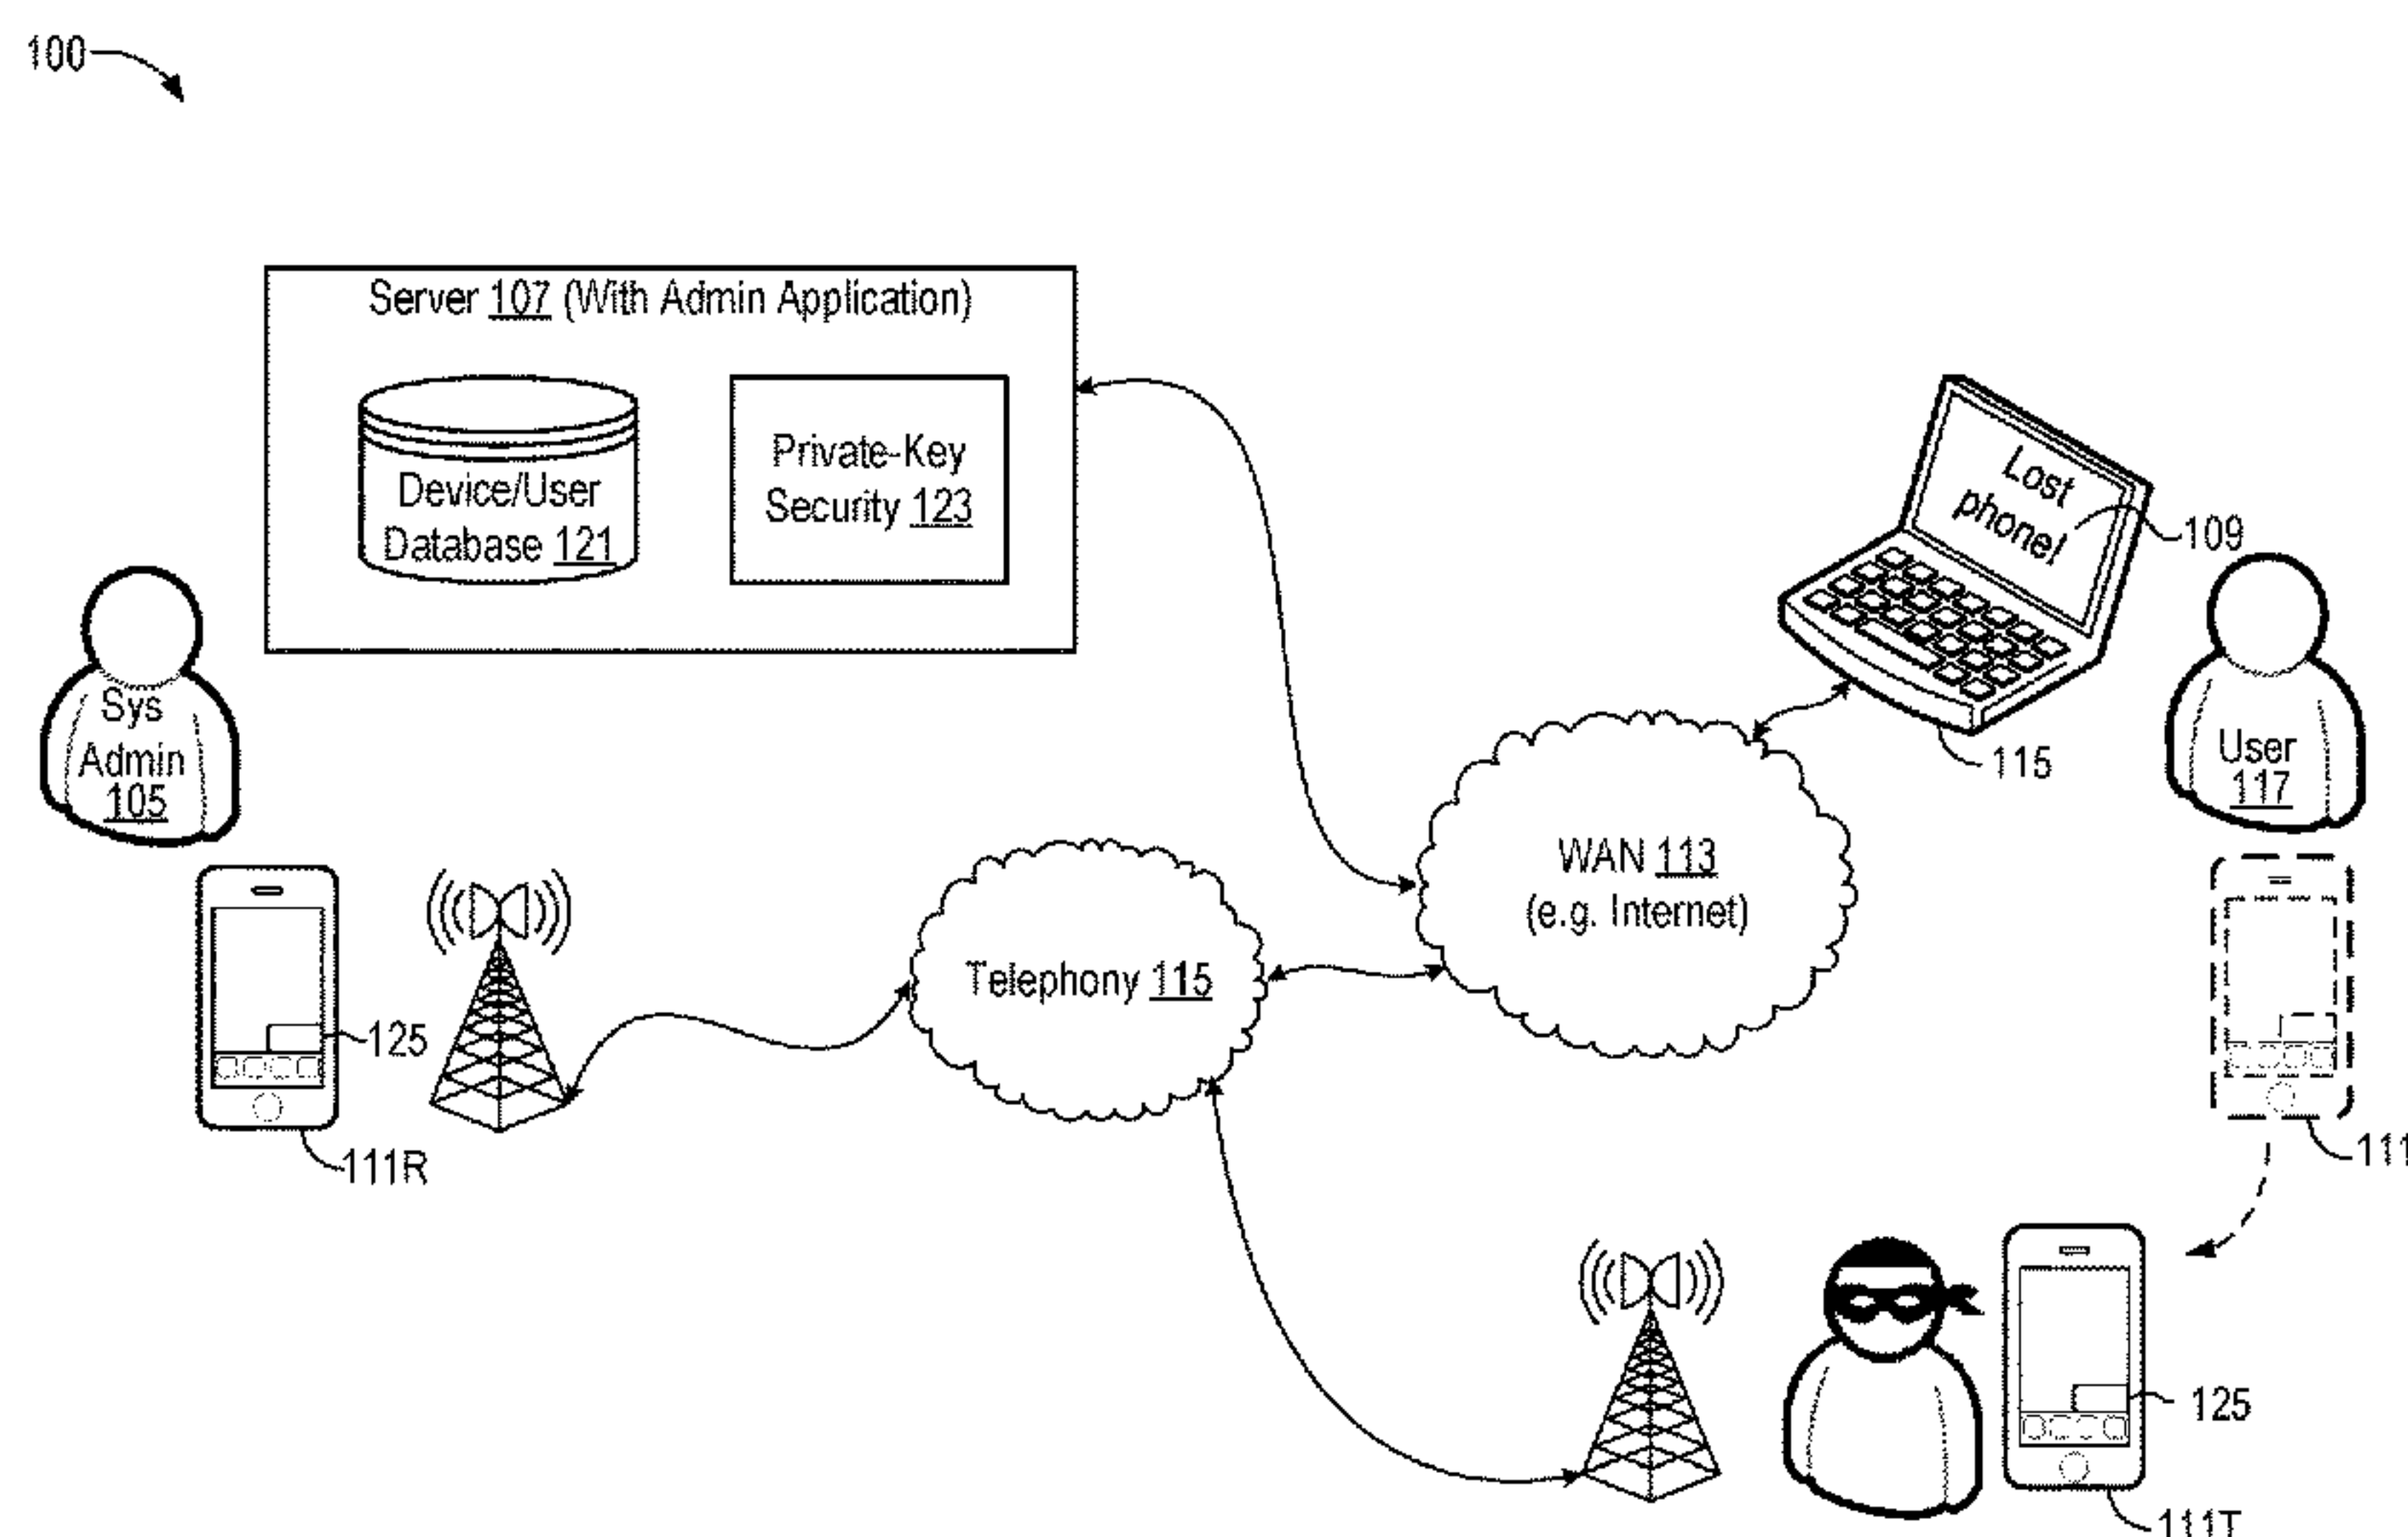 100
Server 107 (With Admin Application)
Device/User
Database 121
Private-Key
Security 123
Lost
phone!
109
115
Sys
Admin
105
User
117
WAN 113
(e.g. Internet)
Telephony 115
125
111R
111
125
111T